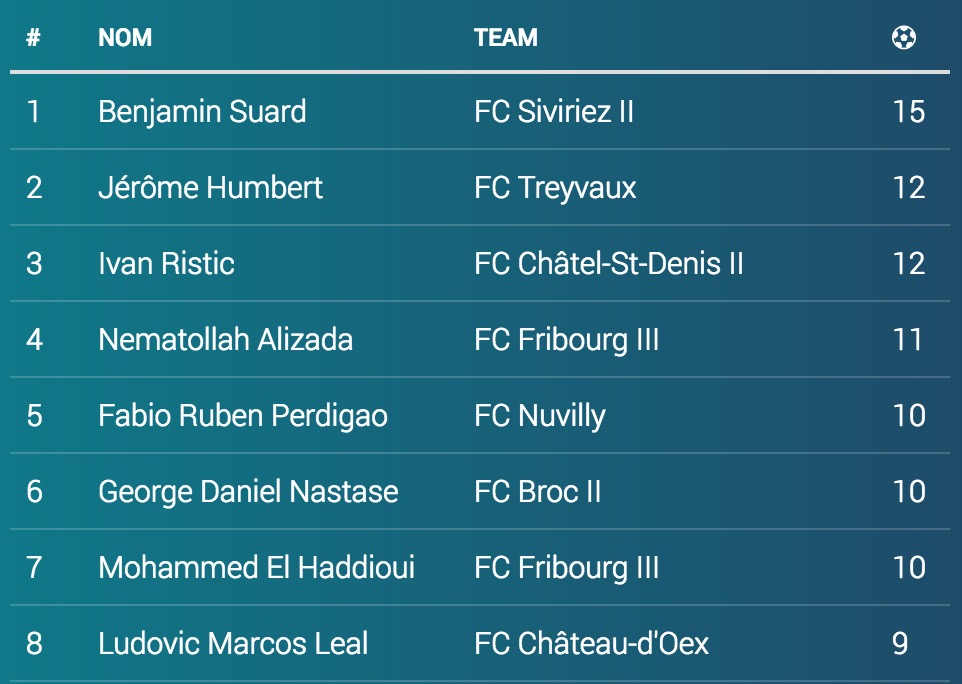 # NOM TEAM
1 Benjamin Suard FC Siviriez II 15
2 Jérôme Humbert FC Treyvaux 12
3 Ivan Ristic FC Châtel-St-Denis II 12
4 Nematollah Alizada FC Fribourg III 11
5 Fabio Ruben Perdigao FC Nuvilly 10
6 George Daniel Nastase FC Broc II 10
7 Mohammed El Haddioui FC Fribourg III 10
8 Ludovic Marcos Leal FC Château-d'Oex 9